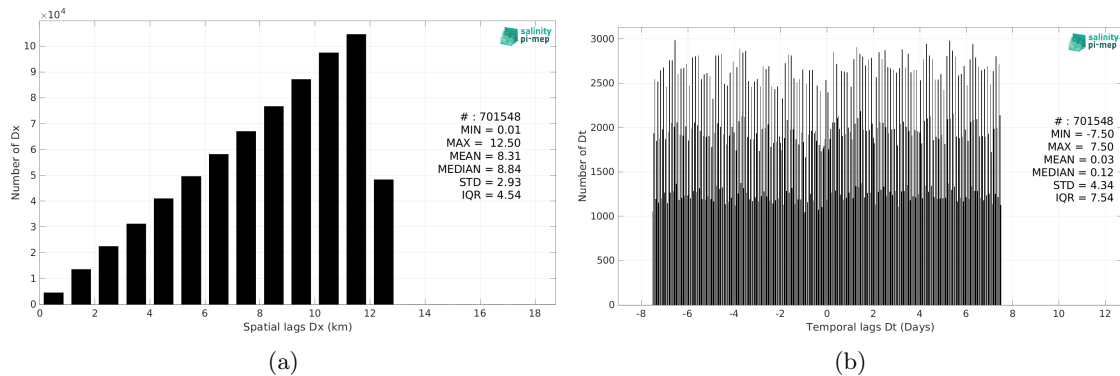 ×10⁴
salinity
pi-mep
10
9
8
7
6
5
4
3
2
1
0
Number of Dx
# : 701548
MIN = 0.01
MAX = 12.50
MEAN = 8.31
MEDIAN = 8.84
STD = 2.93
IQR = 4.54
0 2 4 6 8 10 12 14 16 18
Spatial lags Dx (km)
(a)
salinity
pi-mep
3000
2500
2000
1500
1000
500
0
Number of Dt
# : 701548
MIN = -7.50
MAX = 7.50
MEAN = 0.03
MEDIAN = 0.12
STD = 4.34
IQR = 7.54
-8 -6 -4 -2 0 2 4 6 8 10 12
Temporal lags Dt (Days)
(b)